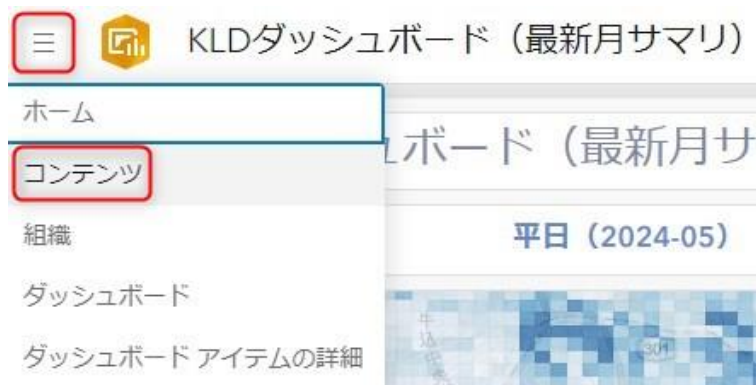 KLDダッシュボード（最新月サマリ）
ホーム
ュボード（最新月サ
コンテンツ
組織
平日（2024-05）
ダッシュボード
ダッシュボード アイテムの詳細
301